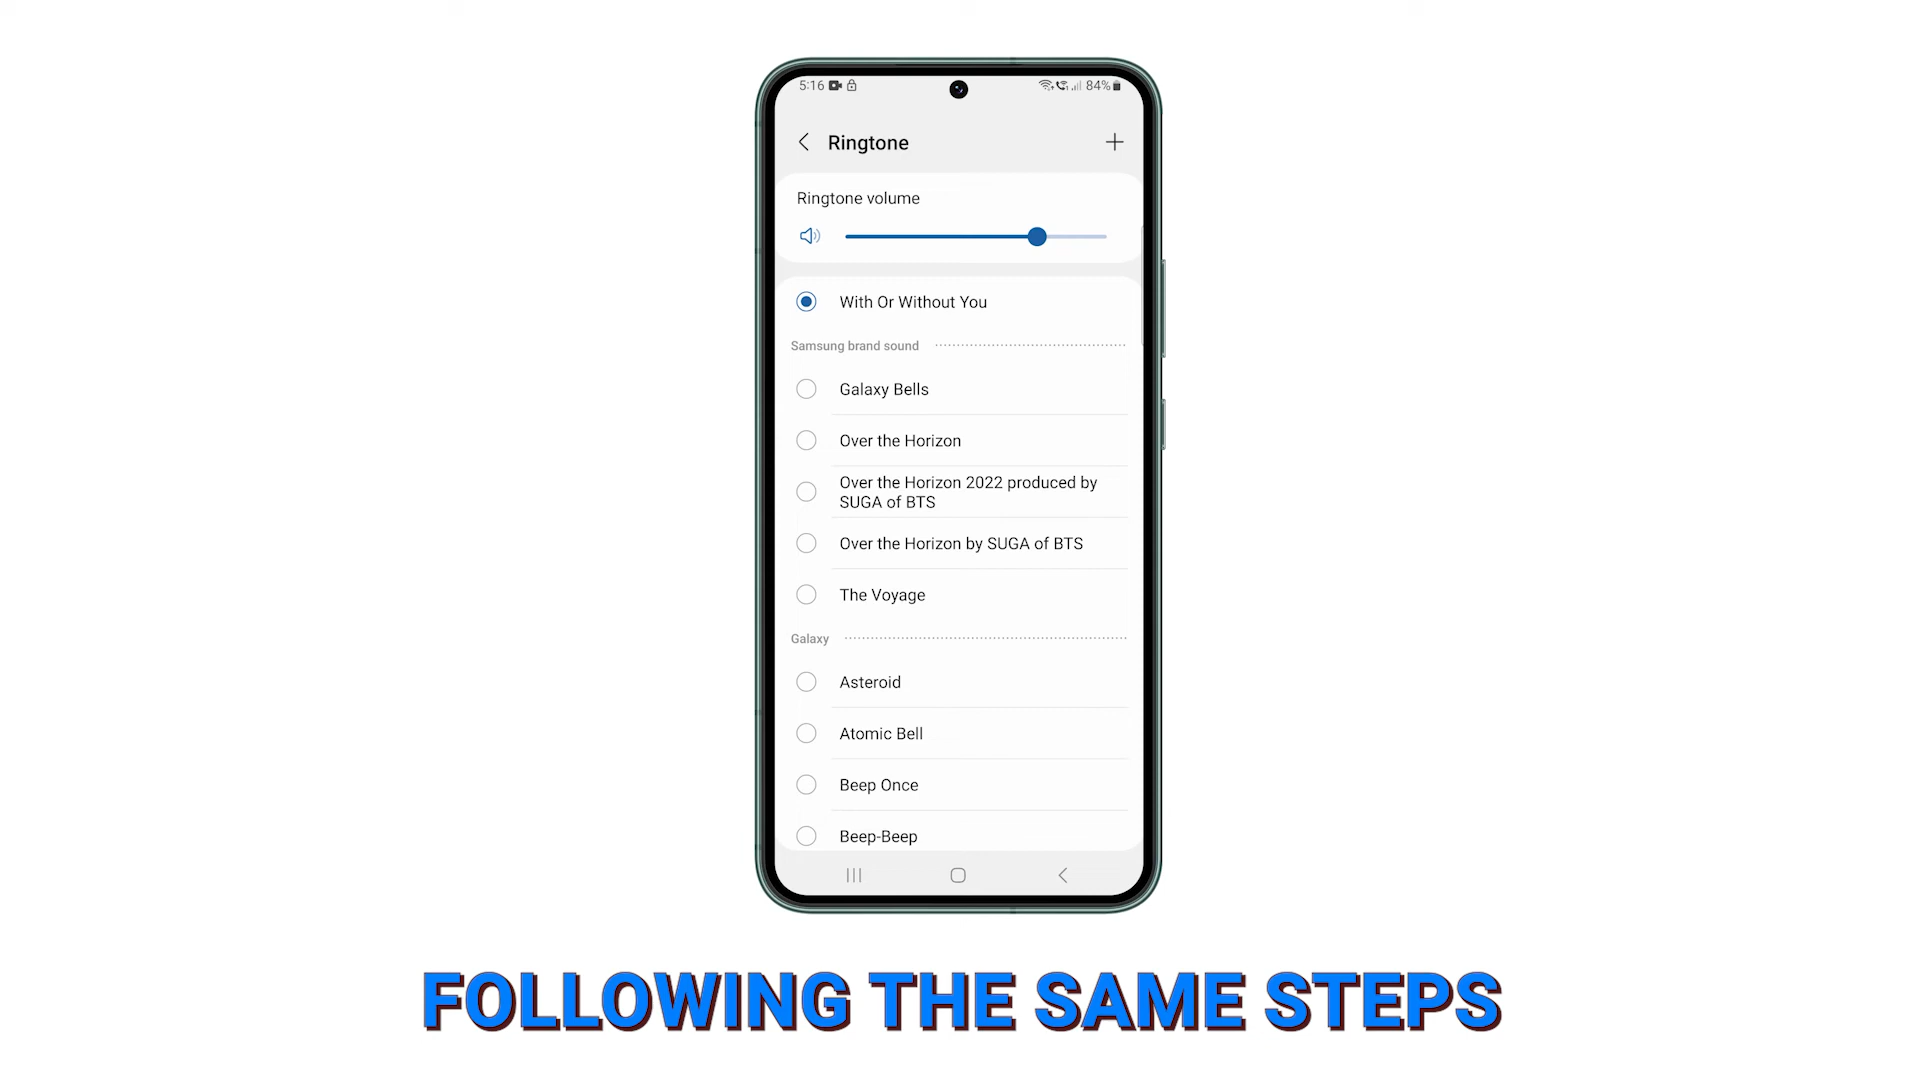 5:16 84%
Ringtone
Ringtone volume
With Or Without You
Samsung brand sound
Galaxy Bells
Over the Horizon
Over the Horizon 2022 produced by
SUGA of BTS
Over the Horizon by SUGA of BTS
The Voyage
Galaxy
Asteroid
Atomic Bell
Beep Once
Beep-Beep
FOLLOWING THE SAME STEPS